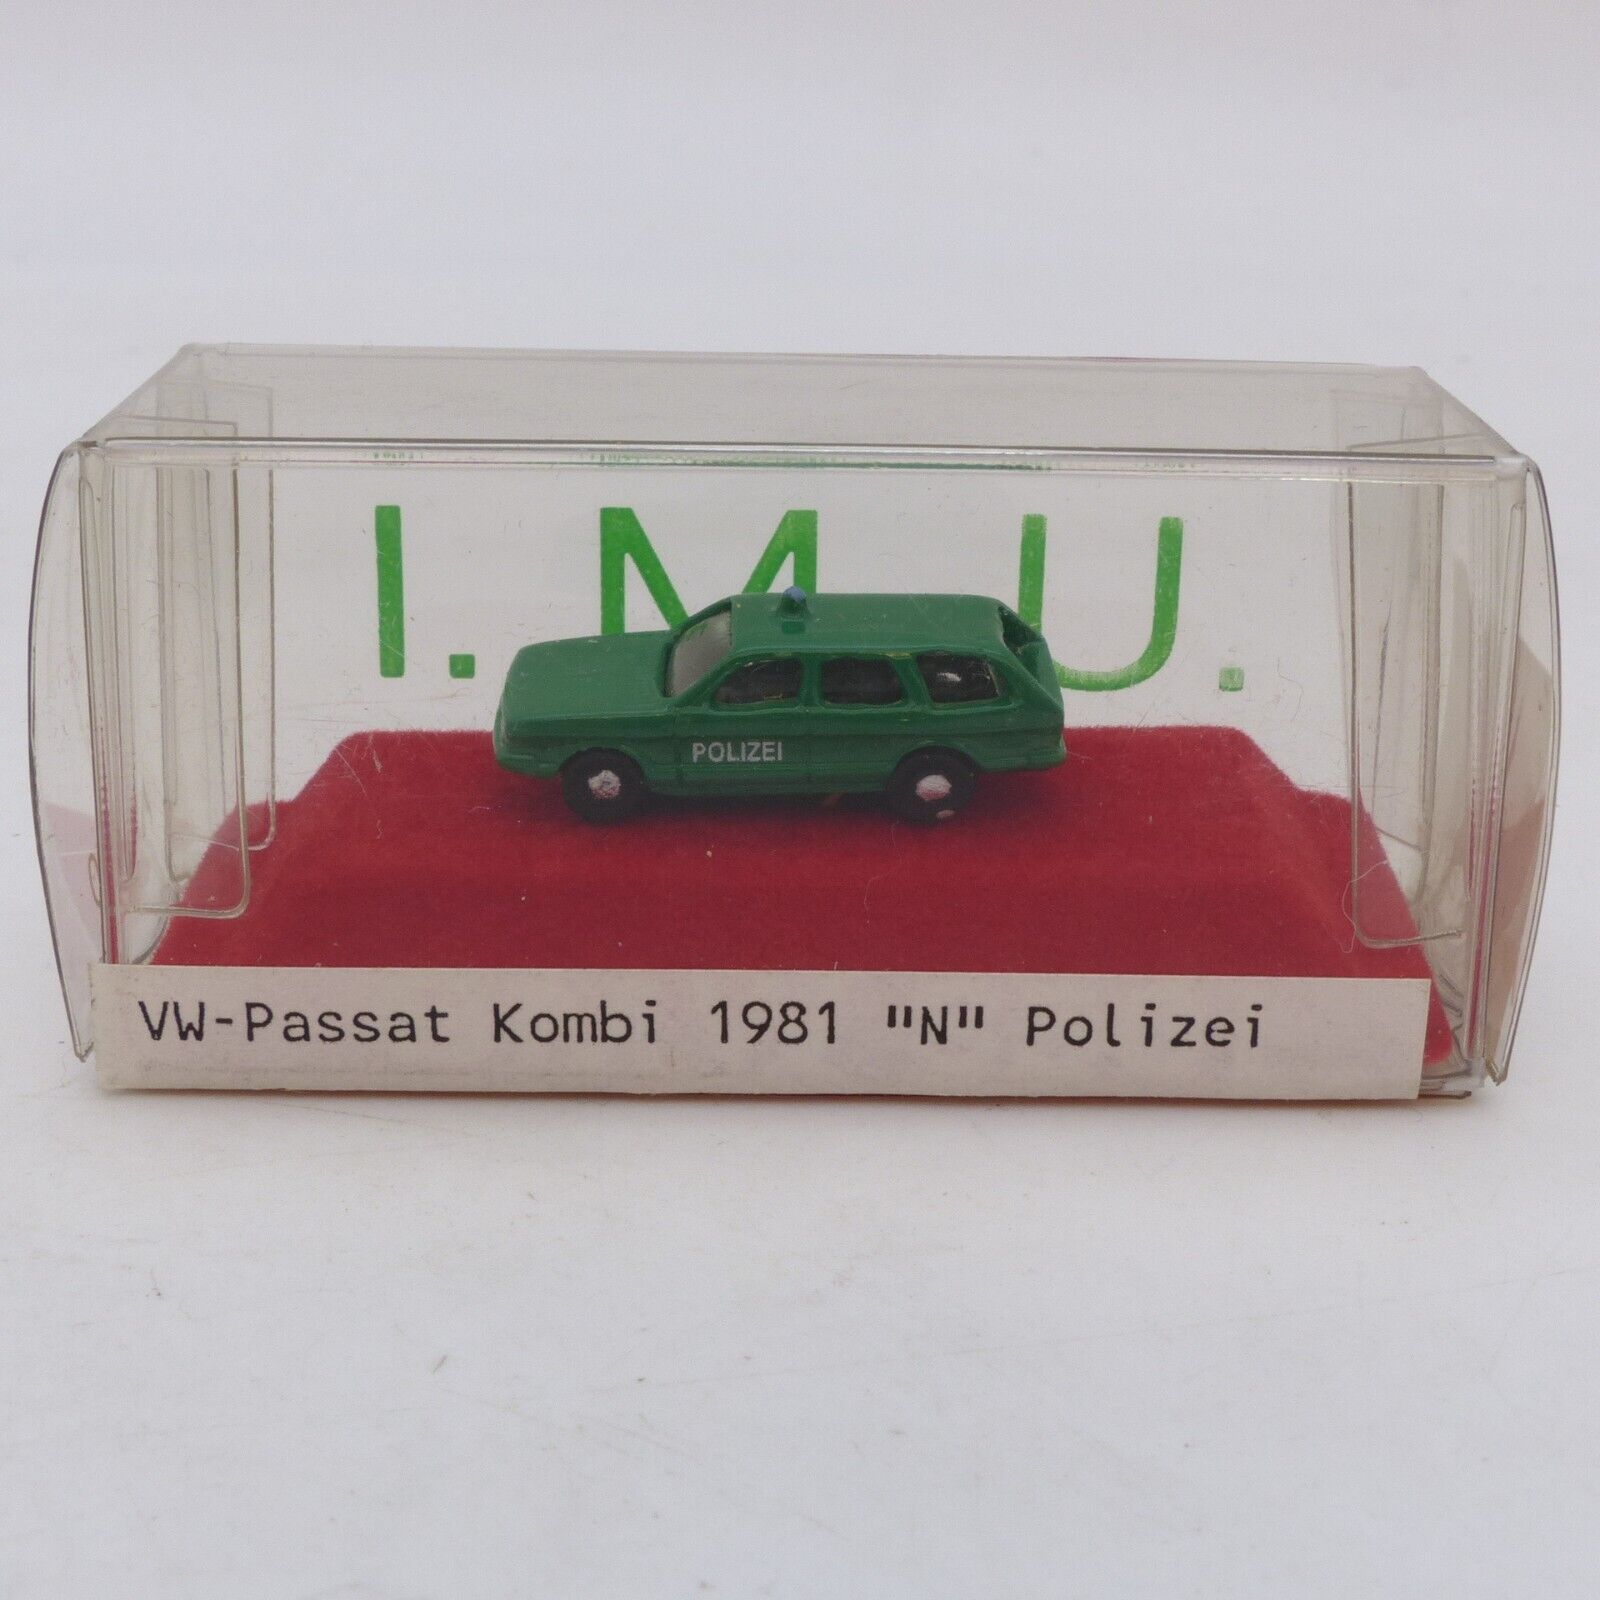 I.M.U.
POLIZEI
VW-Passat Kombi 1981 "N" Polizei